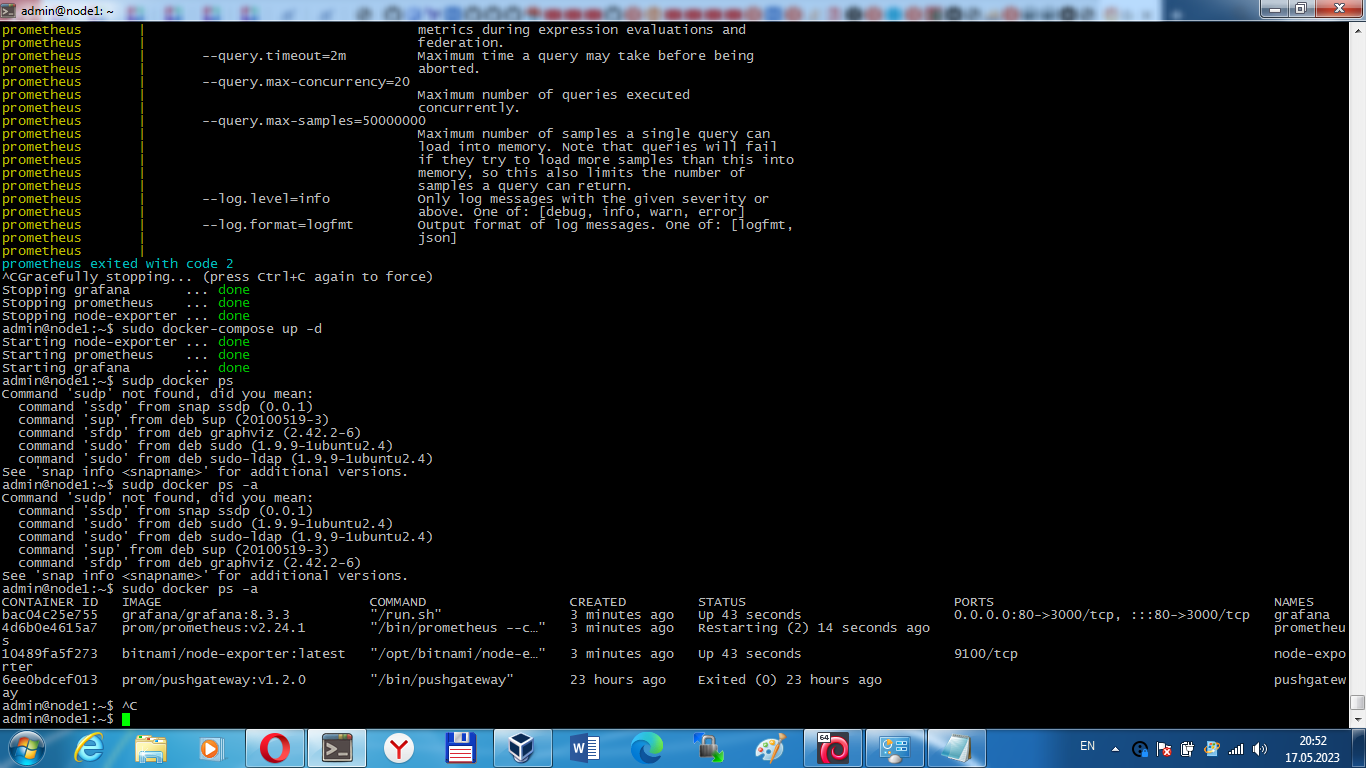 admin@node1: ~
prometheus | metrics during expression evaluations and
prometheus | federation.
prometheus | --query.timeout=2m Maximum time a query may take before being
prometheus | aborted.
prometheus | --query.max-concurrency=20
prometheus | Maximum number of queries executed
prometheus | concurrently.
prometheus | --query.max-samples=50000000
prometheus | Maximum number of samples a single query can
prometheus | load into memory. Note that queries will fail
prometheus | if they try to load more samples than this into
prometheus | memory, so this also limits the number of
prometheus | samples a query can return.
prometheus | --log.level=info Only log messages with the given severity or
prometheus | above. One of: [debug, info, warn, error]
prometheus | --log.format=logfmt Output format of log messages. One of: [logfmt,
prometheus | json]
prometheus |
prometheus exited with code 2
^CGracefully stopping... (press Ctrl+C again to force)
Stopping grafana ... done
Stopping prometheus ... done
Stopping node-exporter ... done
admin@node1:~$ sudo docker-compose up -d
Starting node-exporter ... done
Starting prometheus ... done
Starting grafana ... done
admin@node1:~$ sudp docker ps
Command 'sudp' not found, did you mean:
command 'ssdp' from snap ssdp (0.0.1)
command 'sup' from deb sup (20100519-3)
command 'sfdp' from deb graphviz (2.42.2-6)
command 'sudo' from deb sudo (1.9.9-1ubuntu2.4)
command 'sudo' from deb sudo-ldap (1.9.9-1ubuntu2.4)
See 'snap info <snapname>' for additional versions.
admin@node1:~$ sudp docker ps -a
Command 'sudp' not found, did you mean:
command 'ssdp' from snap ssdp (0.0.1)
command 'sudo' from deb sudo (1.9.9-1ubuntu2.4)
command 'sudo' from deb sudo-ldap (1.9.9-1ubuntu2.4)
command 'sup' from deb sup (20100519-3)
command 'sfdp' from deb graphviz (2.42.2-6)
See 'snap info <snapname>' for additional versions.
admin@node1:~$ sudo docker ps -a
CONTAINER ID IMAGE COMMAND CREATED STATUS PORTS NAMES
bac04c25e755 grafana/grafana:8.3.3 "/run.sh" 3 minutes ago Up 43 seconds 0.0.0.0:80->3000/tcp, :::80->3000/tcp grafana
4d6b0e4615a7 prom/prometheus:v2.24.1 "/bin/prometheus --c…" 3 minutes ago Restarting (2) 14 seconds ago prometheu
s
10489fa5f273 bitnami/node-exporter:latest "/opt/bitnami/node-e…" 3 minutes ago Up 43 seconds 9100/tcp node-expo
rter
6ee0bdcef013 prom/pushgateway:v1.2.0 "/bin/pushgateway" 23 hours ago Exited (0) 23 hours ago pushgatew
ay
admin@node1:~$ ^C
admin@node1:~$
64
EN
20:52
17.05.2023